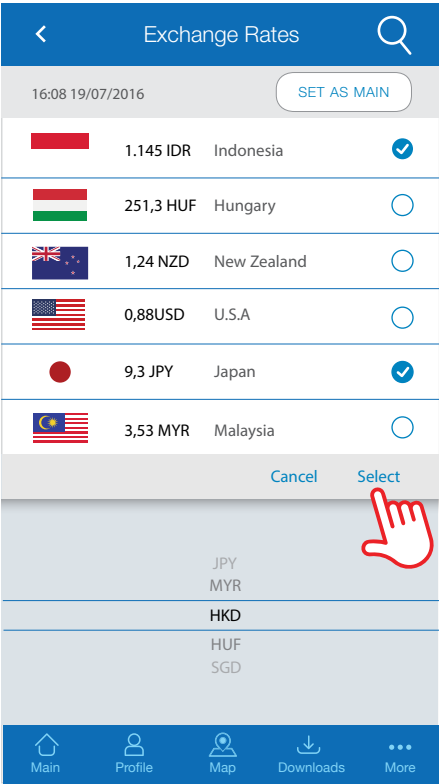 Exchange Rates
16:08 19/07/2016 SET AS MAIN
1.145 IDR Indonesia
251,3 HUF Hungary
1,24 NZD New Zealand
0,88USD U.S.A
9,3 JPY Japan
3,53 MYR Malaysia
Cancel Select
JPY
MYR
HKD
HUF
SGD
Main Profile Map Downloads More